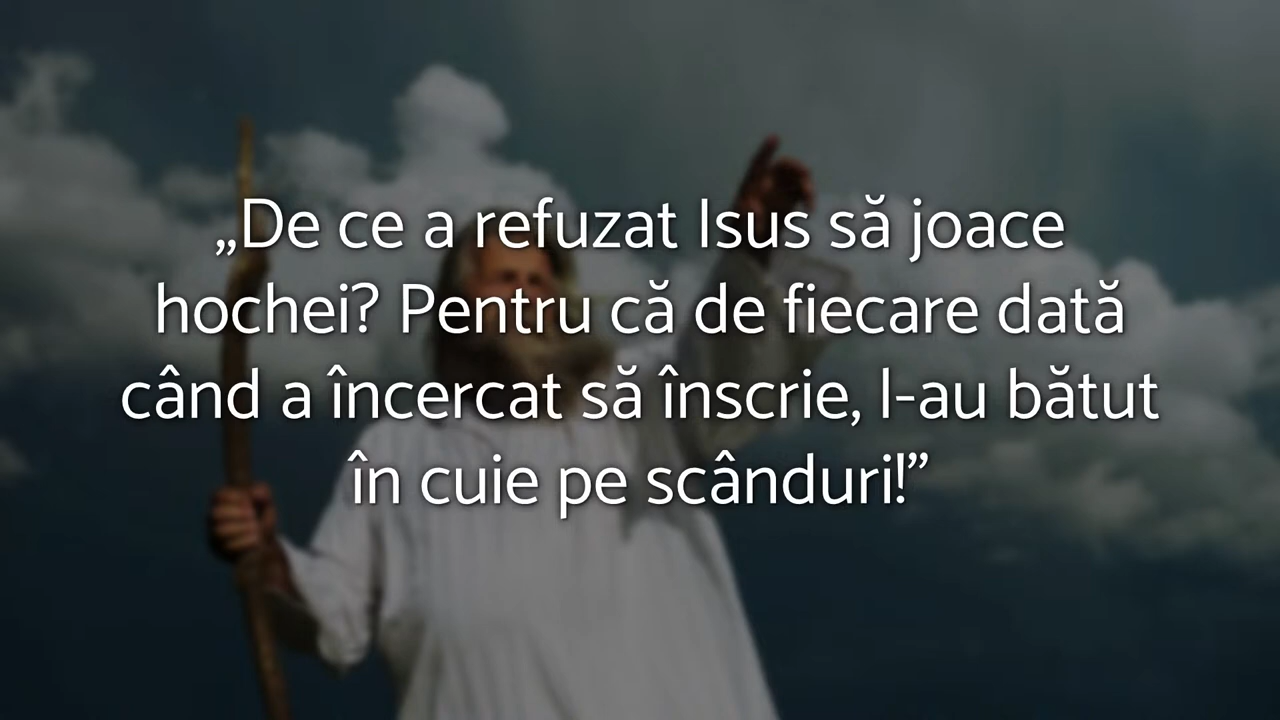 „De ce a refuzat Isus să joace
hochei? Pentru că de fiecare dată
când a încercat să înscrie, l-au bătut
în cuie pe scânduri!”